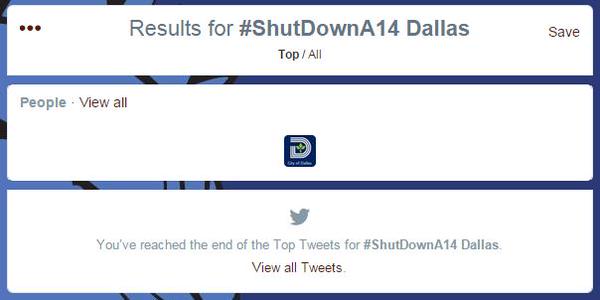 Results for #ShutDownA14 Dallas
Save
Top / All
People · View all
City of Dallas
You've reached the end of the Top Tweets for #ShutDownA14 Dallas.
View all Tweets.